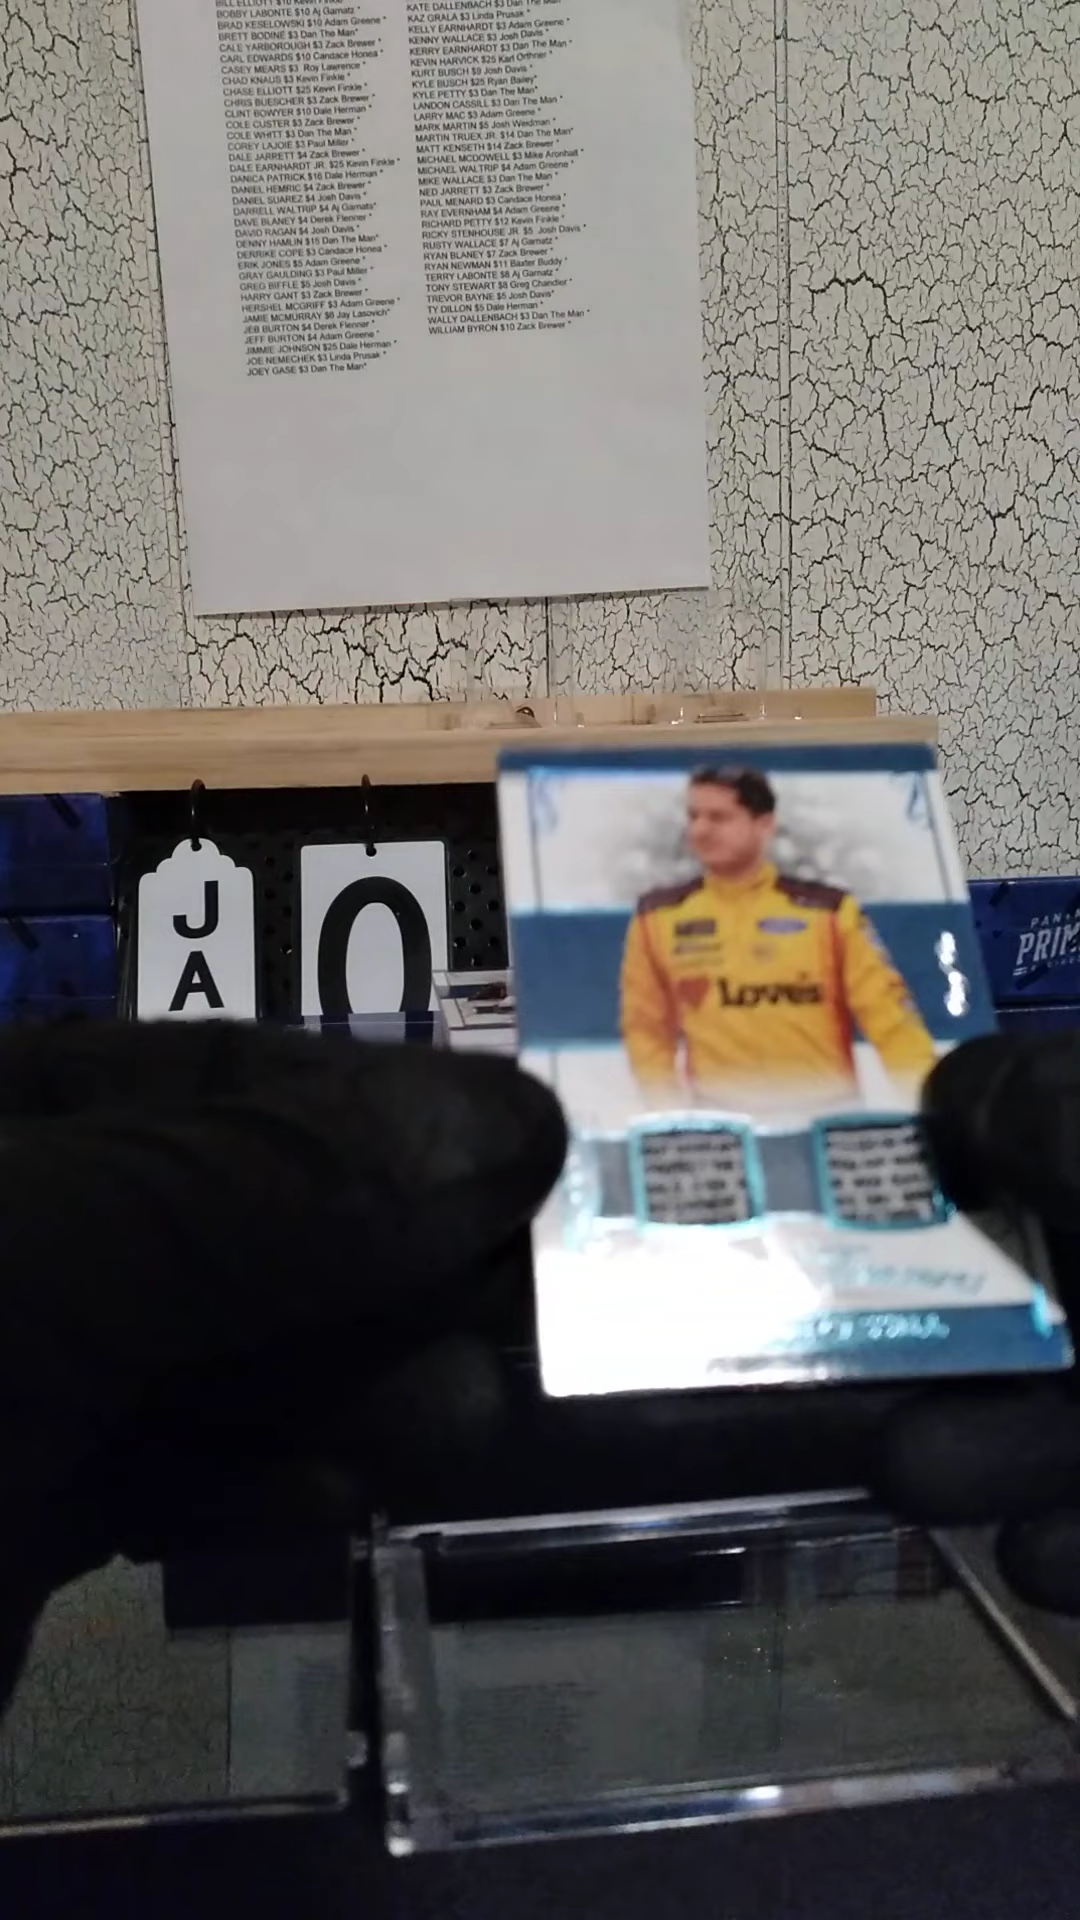 BILL ELLIOTT $10 Kevin Finkle
BOBBY LABONTE $10 Aj Gamatz *
BRAD KESELOWSKI $10 Adam Greene *
BRETT BODINE $3 Dan The Man*
CALE YARBOROUGH $3 Zack Brewer *
CARL EDWARDS $10 Candace Honea *
CASEY MEARS $3 Roy Lawrence *
CHAD KNAUS $3 Kevin Finkle *
CHASE ELLIOTT $25 Kevin Finkle *
CHRIS BUESCHER $3 Zack Brewer *
CLINT BOWYER $10 Dale Herman *
COLE CUSTER $3 Zack Brewer *
COLE WHITT $3 Dan The Man *
COREY LAJOIE $3 Paul Miller *
DALE JARRETT $4 Zack Brewer *
DALE EARNHARDT JR. $25 Kevin Finkle *
DANICA PATRICK $16 Dale Herman *
DANIEL HEMRIC $4 Zack Brewer *
DANIEL SUAREZ $4 Josh Davis *
DARRELL WALTRIP $4 Aj Gamatz*
DAVE BLANEY $4 Derek Flenner *
DAVID RAGAN $4 Josh Davis *
DENNY HAMLIN $15 Dan The Man*
DERRIKE COPE $3 Candace Honea *
ERIK JONES $5 Adam Greene *
GRAY GAULDING $3 Paul Miller *
GREG BIFFLE $5 Josh Davis *
HARRY GANT $3 Zack Brewer *
HERSHEL MCGRIFF $3 Adam Greene *
JAMIE MCMURRAY $6 Jay Lasovich*
JEB BURTON $4 Derek Flenner *
JEFF BURTON $4 Adam Greene *
JIMMIE JOHNSON $25 Dale Herman *
JOE NEMECHEK $3 Linda Prusak *
JOEY GASE $3 Dan The Man*
KATE DALLENBACH $3 Dan The Man
KAZ GRALA $3 Linda Prusak *
KELLY EARNHARDT $3 Adam Greene *
KENNY WALLACE $3 Josh Davis *
KERRY EARNHARDT $3 Dan The Man *
KEVIN HARVICK $25 Karl Orthner *
KURT BUSCH $9 Josh Davis *
KYLE BUSCH $25 Ryan Bailey*
KYLE PETTY $3 Dan The Man*
LANDON CASSILL $3 Dan The Man *
LARRY MAC $3 Adam Greene *
MARK MARTIN $5 Josh Weidman *
MARTIN TRUEX JR. $14 Dan The Man*
MATT KENSETH $14 Zack Brewer *
MICHAEL MCDOWELL $3 Mike Aronhalt *
MICHAEL WALTRIP $4 Adam Greene *
MIKE WALLACE $3 Dan The Man *
NED JARRETT $3 Zack Brewer *
PAUL MENARD $3 Candace Honea *
RAY EVERNHAM $4 Adam Greene *
RICHARD PETTY $12 Kevin Finkle *
RICKY STENHOUSE JR. $5 Josh Davis *
RUSTY WALLACE $7 Aj Gamatz *
RYAN BLANEY $7 Zack Brewer *
RYAN NEWMAN $11 Baxter Buddy *
TERRY LABONTE $8 Aj Gamatz *
TONY STEWART $8 Greg Chandler *
TREVOR BAYNE $5 Josh Davis*
TY DILLON $5 Dale Herman *
WALLY DALLENBACH $3 Dan The Man *
WILLIAM BYRON $10 Zack Brewer *
JA
0
Love's